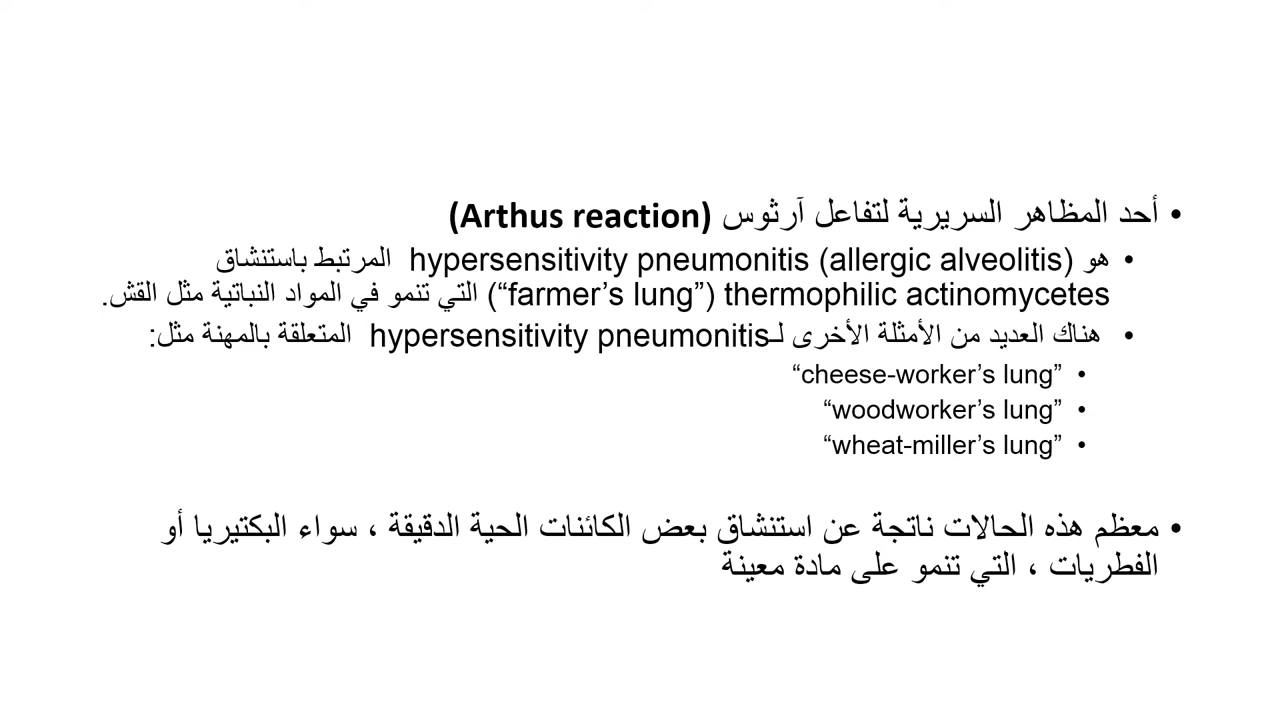 • أحد المظاهر السريرية لتفاعل آرثوس (Arthus reaction)
• هو hypersensitivity pneumonitis (allergic alveolitis) المرتبط باستنشاق
thermophilic actinomycetes (“farmer’s lung”) التي تنمو في المواد النباتية مثل القش.
• هناك العديد من الأمثلة الأخرى لـhypersensitivity pneumonitis المتعلقة بالمهنة مثل:
• “cheese-worker’s lung”
• “woodworker’s lung”
• “wheat-miller’s lung”
• معظم هذه الحالات ناتجة عن استنشاق بعض الكائنات الحية الدقيقة ، سواء البكتيريا أو
الفطريات ، التي تنمو على مادة معينة